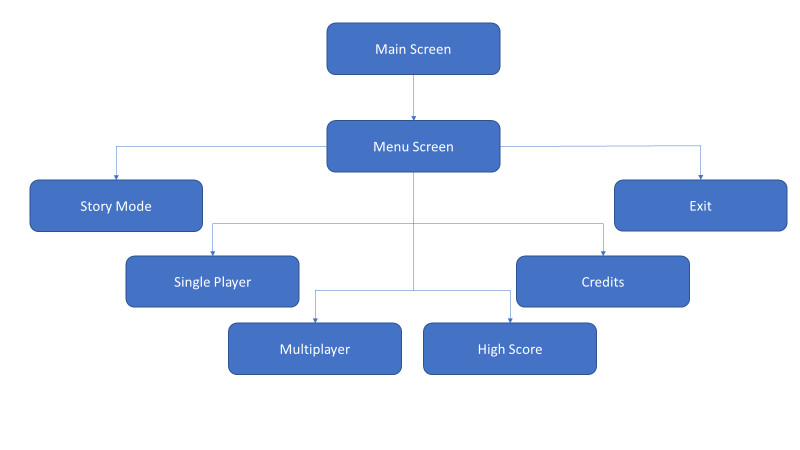 Main Screen
Menu Screen
Story Mode
Exit
Single Player
Credits
Multiplayer
High Score